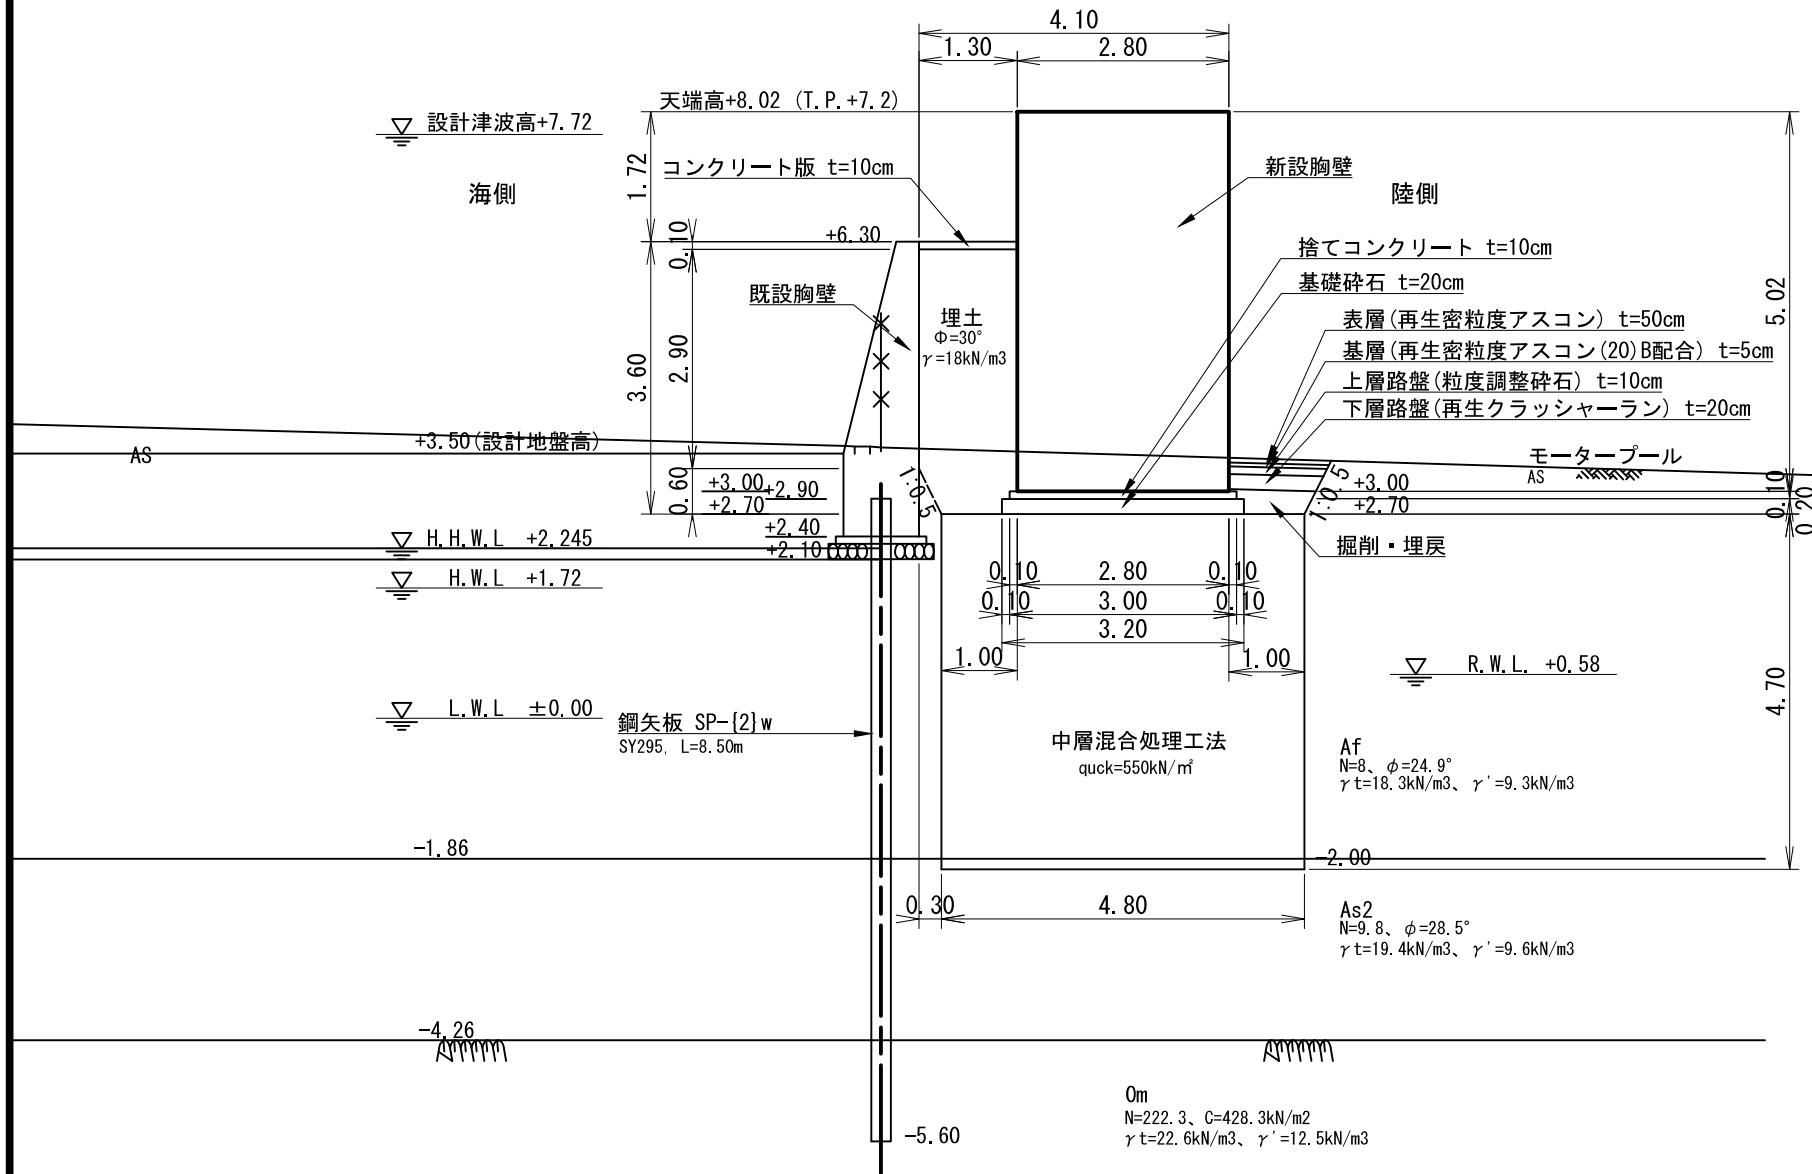 4.10
1.30
2.80
天端高+8.02 (T.P.+7.2)
設計津波高+7.72
1.72
コンクリート版 t=10cm
新設胸壁
海側
陸側
+6.30
0.10
捨てコンクリート t=10cm
基礎砕石 t=20cm
既設胸壁
埋土
Φ=30°
γ=18kN/m3
5.02
表層(再生密粒度アスコン) t=50cm
基層(再生密粒度アスコン(20)B配合) t=5cm
上層路盤(粒度調整砕石) t=10cm
下層路盤(再生クラッシャーラン) t=20cm
3.60
2.90
+3.50(設計地盤高)
AS
モータープール
AS
0.60
+3.00
+2.90
+2.70
1:0.5
1:0.5
+3.00
+2.70
0.10
0.20
+2.40
+2.10
H.H.W.L +2.245
掘削・埋戻
H.W.L +1.72
0.10
2.80
0.10
0.10
3.00
0.10
3.20
1.00
1.00
R.W.L. +0.58
4.70
L.W.L ±0.00
鋼矢板 SP-{2}w
SY295, L=8.50m
中層混合処理工法
quck=550kN/㎡
Af
N=8、φ=24.9°
γt=18.3kN/m3、γ'=9.3kN/m3
-1.86
-2.00
0.30
4.80
As2
N=9.8、φ=28.5°
γt=19.4kN/m3、γ'=9.6kN/m3
-4.26
Om
N=222.3、C=428.3kN/m2
γt=22.6kN/m3、γ'=12.5kN/m3
-5.60